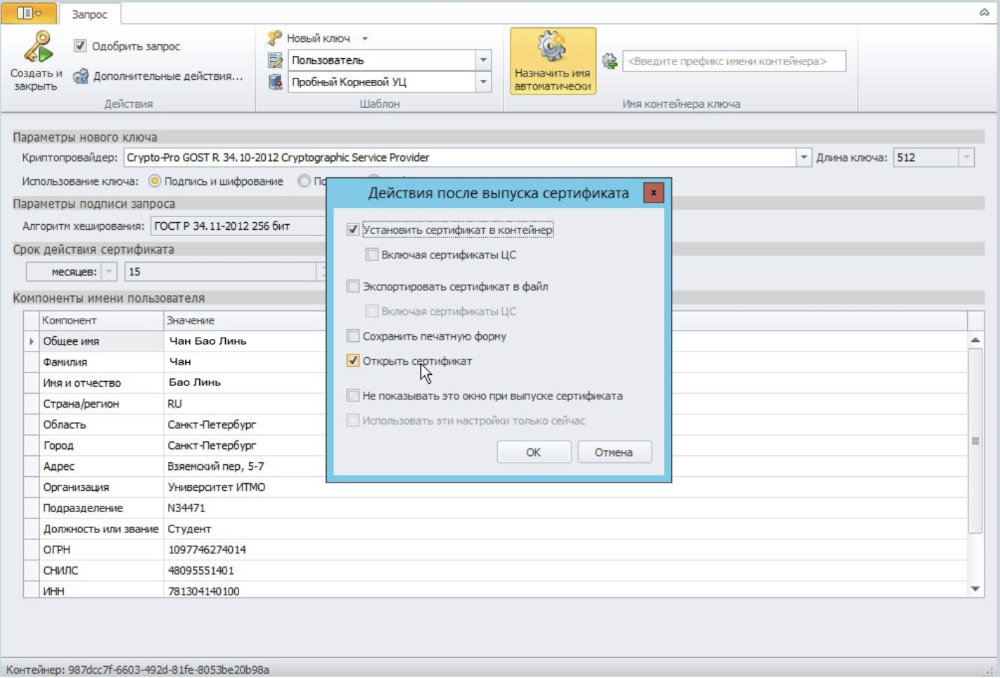 Запрос
Создать и закрыть
Одобрить запрос
Дополнительные действия...
Действия
Новый ключ
Пользователь
Пробный Корневой УЦ
Шаблон
Назначить имя автоматически
<Введите префикс имени контейнера>
Имя контейнера ключа
Параметры нового ключа
Криптопровайдер: Crypto-Pro GOST R 34.10-2012 Cryptographic Service Provider Длина ключа: 512
Использование ключа: Подпись и шифрование
Параметры подписи запроса
Алгоритм хеширования: ГОСТ Р 34.11-2012 256 бит
Срок действия сертификата
месяцев: 15
Компоненты имени пользователя
Компонент Значение
Общее имя Чан Бао Линь
Фамилия Чан
Имя и отчество Бао Линь
Страна/регион RU
Область Санкт-Петербург
Город Санкт-Петербург
Адрес Вяземский пер, 5-7
Организация Университет ИТМО
Подразделение N34471
Должность или звание Студент
ОГРН 1097746274014
СНИЛС 48095551401
ИНН 781304140100
Действия после выпуска сертификата
x
Установить сертификат в контейнер
Включая сертификаты ЦС
Экспортировать сертификат в файл
Включая сертификаты ЦС
Сохранить печатную форму
Открыть сертификат
Не показывать это окно при выпуске сертификата
Использовать эти настройки только сейчас
ОК Отмена
Контейнер: 987dcc7f-6603-492d-81fe-8053be20b98a